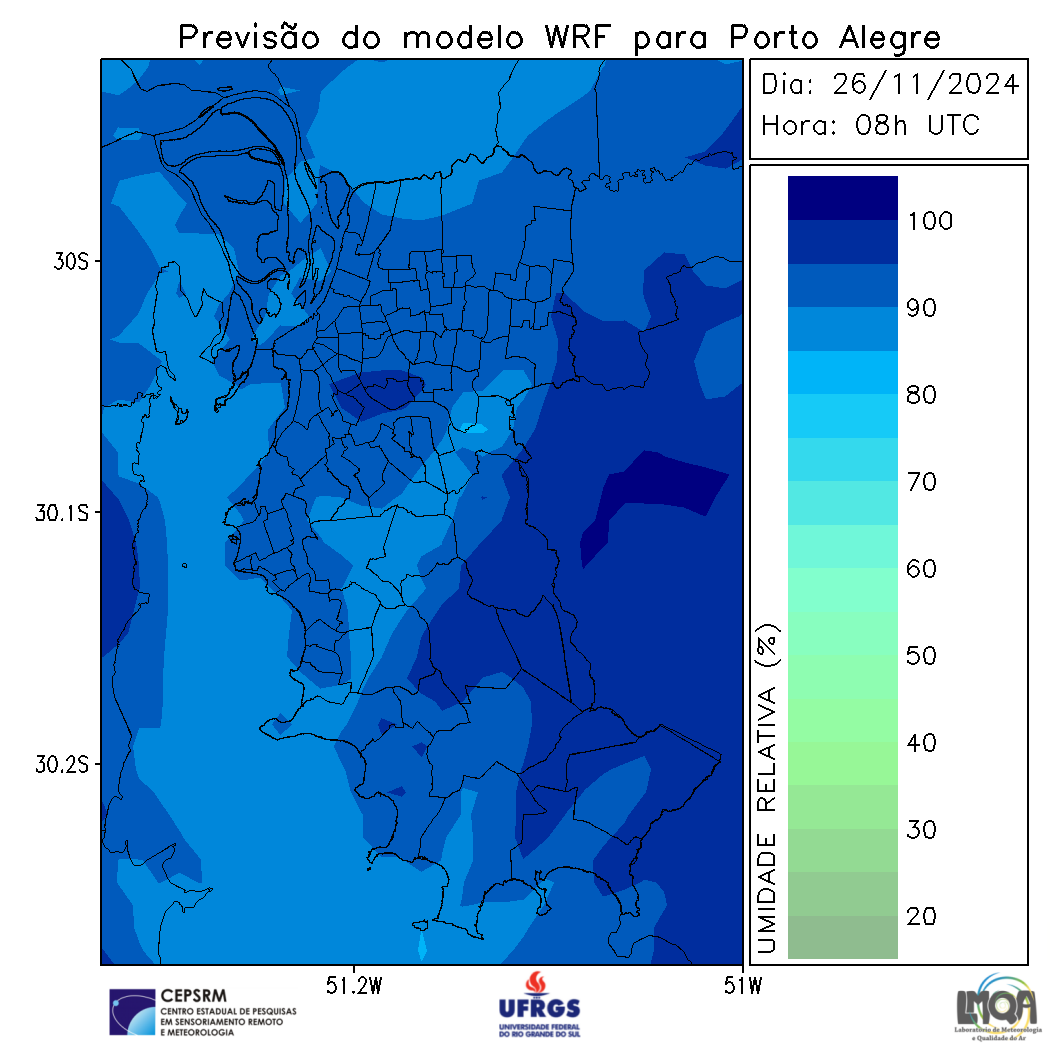 Previsão do modelo WRF para Porto Alegre
Dia: 26/11/2024
Hora: 08h UTC
30S
30.1S
30.2S
51.2W
51W
UMIDADE RELATIVA (%)
100
90
80
70
60
50
40
30
20
CEPSRM
CENTRO ESTADUAL DE PESQUISAS
EM SENSORIAMENTO REMOTO
E METEOROLOGIA
UFRGS
UNIVERSIDADE FEDERAL
DO RIO GRANDE DO SUL
LMQA
Laboratório de Meteorologia
e Qualidade do Ar